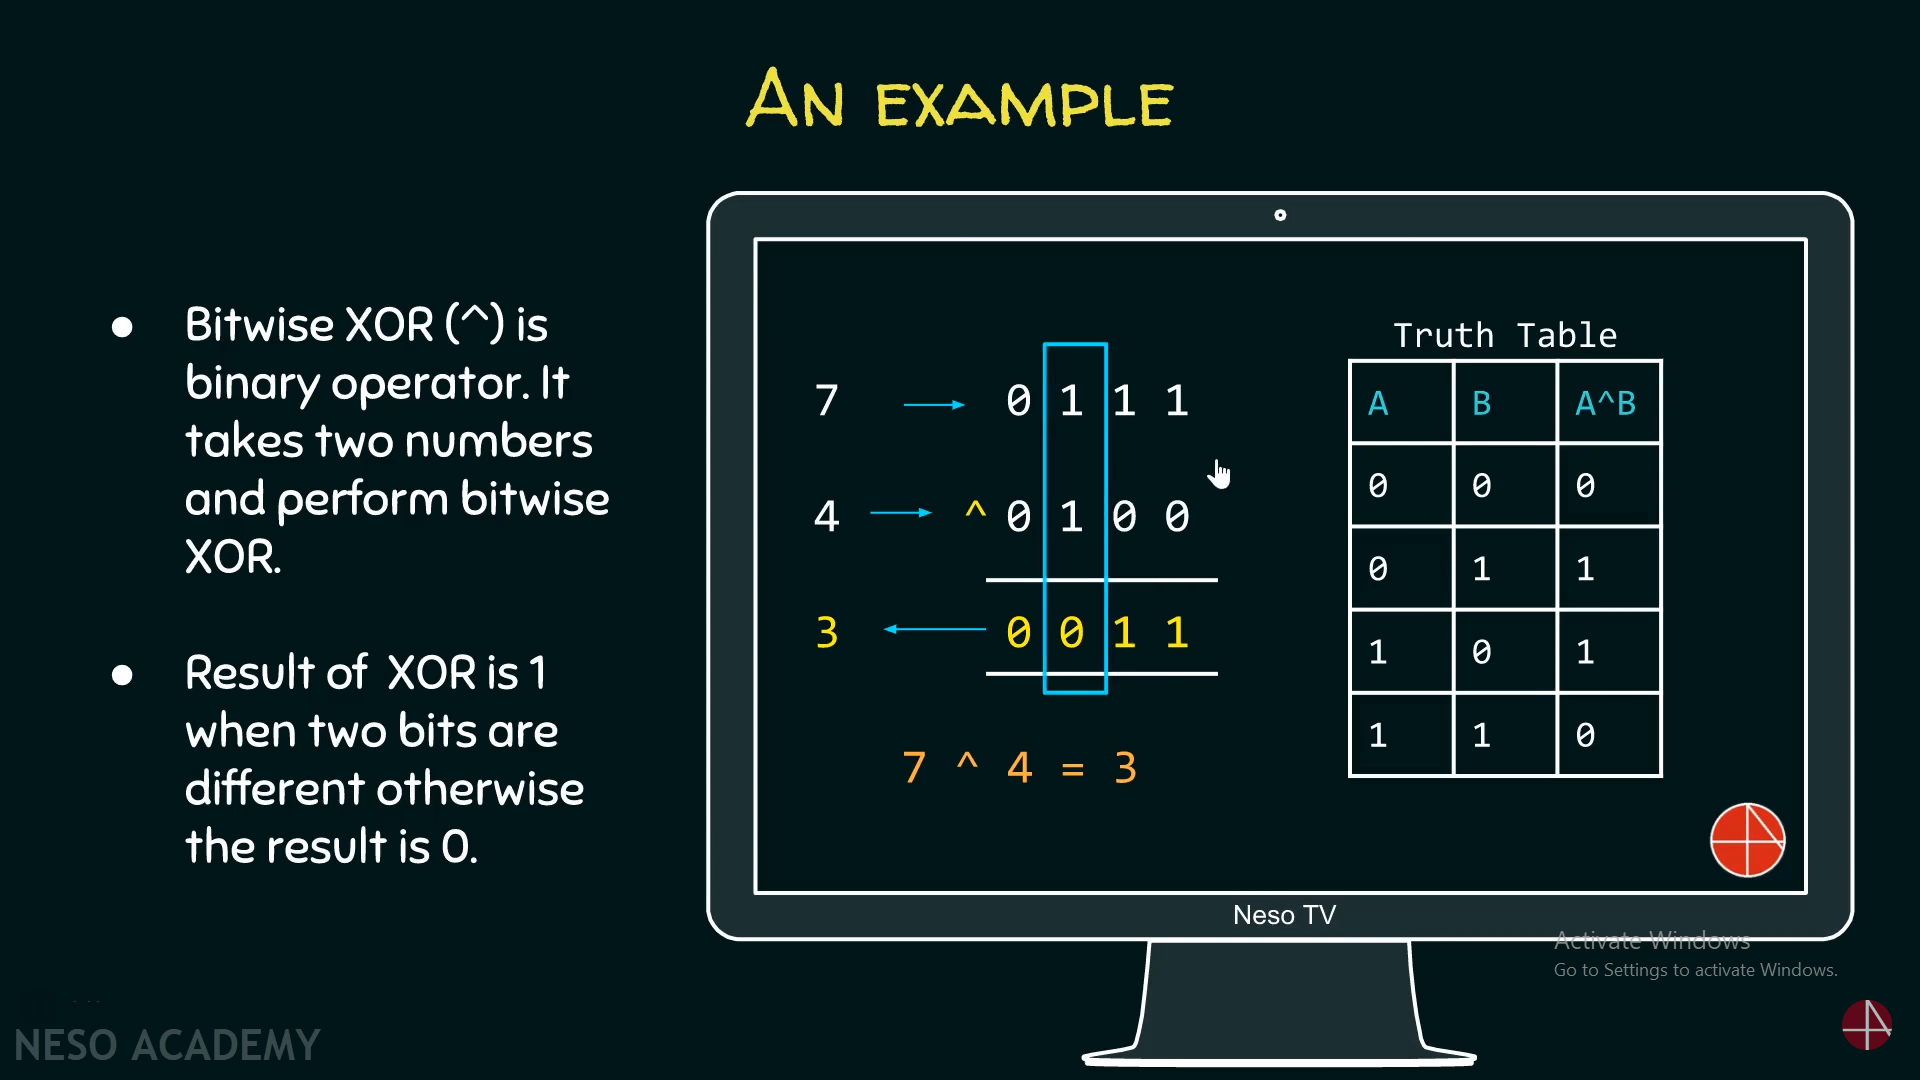 AN EXAMPLE
● Bitwise XOR (^) is
binary operator. It
takes two numbers
and perform bitwise
XOR.
● Result of XOR is 1
when two bits are
different otherwise
the result is 0.
7 0 1 1 1
4 ^ 0 1 0 0
3 0 0 1 1
7 ^ 4 = 3
Truth Table
A B A^B
0 0 0
0 1 1
1 0 1
1 1 0
Neso TV
Activate Windows
Go to Settings to activate Windows.
NESO ACADEMY